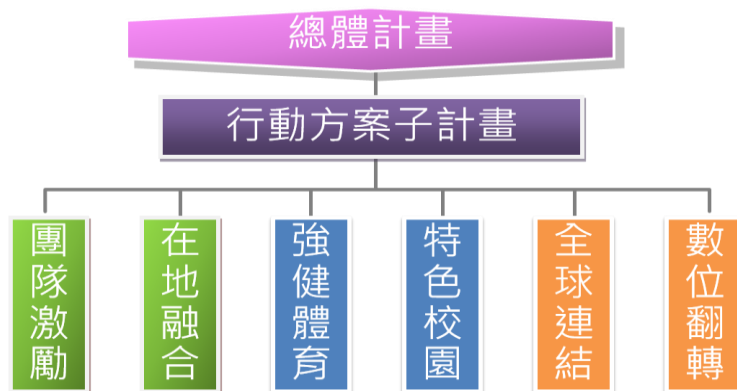 總體計畫
行動方案子計畫
團隊激勵
在地融合
強健體育
特色校園
全球連結
數位翻轉